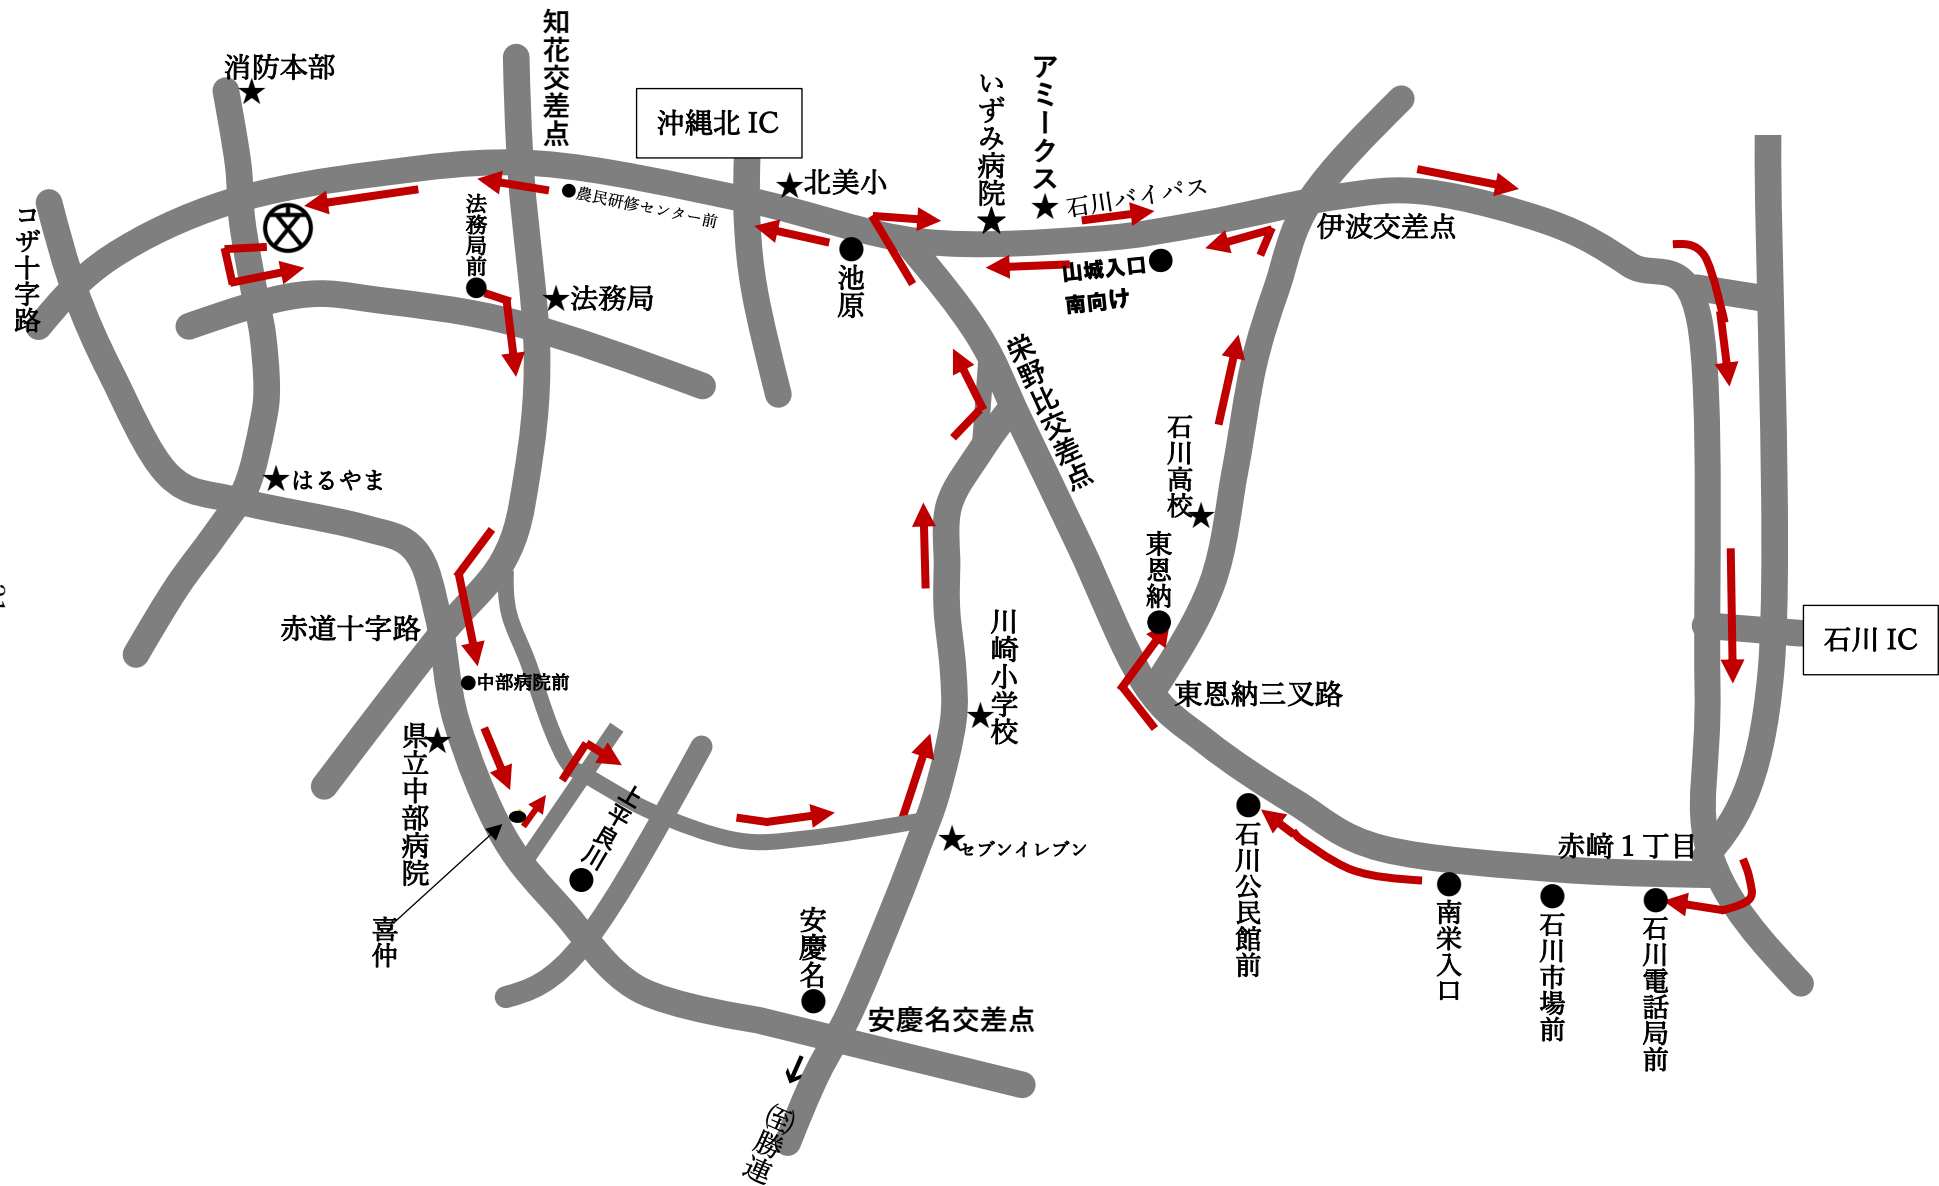 知花交差点
消防本部
沖縄北 IC
アミークス
いずみ病院
北美小
石川バイパス
農民研修センター前
法務局前
コザ十字路
文
伊波交差点
山城入口
南向け
池原
法務局
栄野比交差点
石川高校
はるやま
東恩納
赤道十字路
川崎小学校
石川 IC
中部病院前
東恩納三叉路
県立中部病院
上平良川
セブンイレブン
石川公民館前
赤﨑１丁目
喜仲
安慶名
南栄入口
石川市場前
石川電話局前
安慶名交差点
㊁勝連